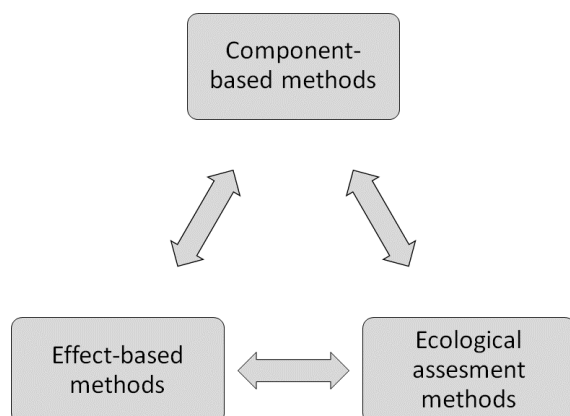 Component-
based methods
Effect-based
methods
Ecological
assesment
methods